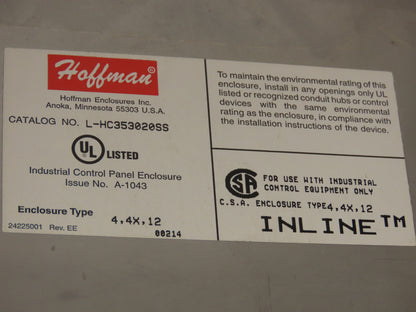 Hoffman®
Hoffman Enclosures Inc.
Anoka, Minnesota 55303 U.S.A.
CATALOG NO. L-HC353020SS
UL LISTED
Industrial Control Panel Enclosure
Issue No. A-1043
Enclosure Type 4,4X,12
00214
24225001 Rev. EE
To maintain the environmental rating of this
enclosure, install in any openings only UL
listed or recognized conduit hubs or control
devices with the same environmental
rating as the enclosure, in compliance with
the installation instructions of the device.
SA
FOR USE WITH INDUSTRIAL
CONTROL EQUIPMENT ONLY
C.S.A. ENCLOSURE TYPE 4,4X,12
INLINE™